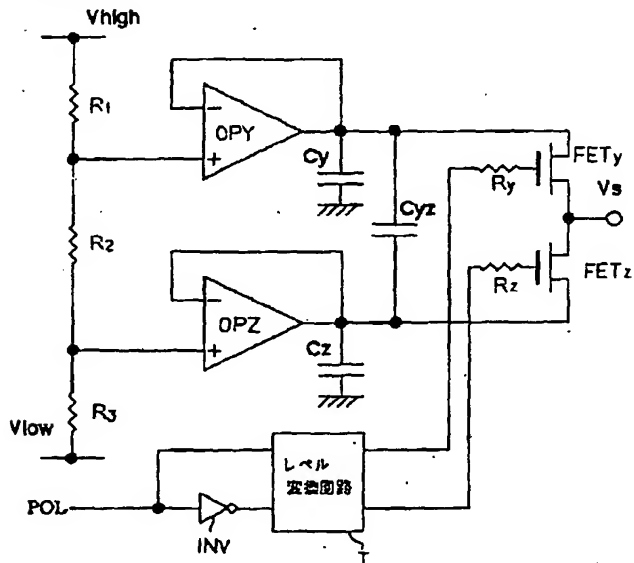 Vhigh
R1
OPY
−
+
Cy
Cyz
FETy
Ry
Vs
R2
OPZ
−
+
Cz
Rz
FETz
R3
Vlow
レベル
変換回路
POL
INV
T